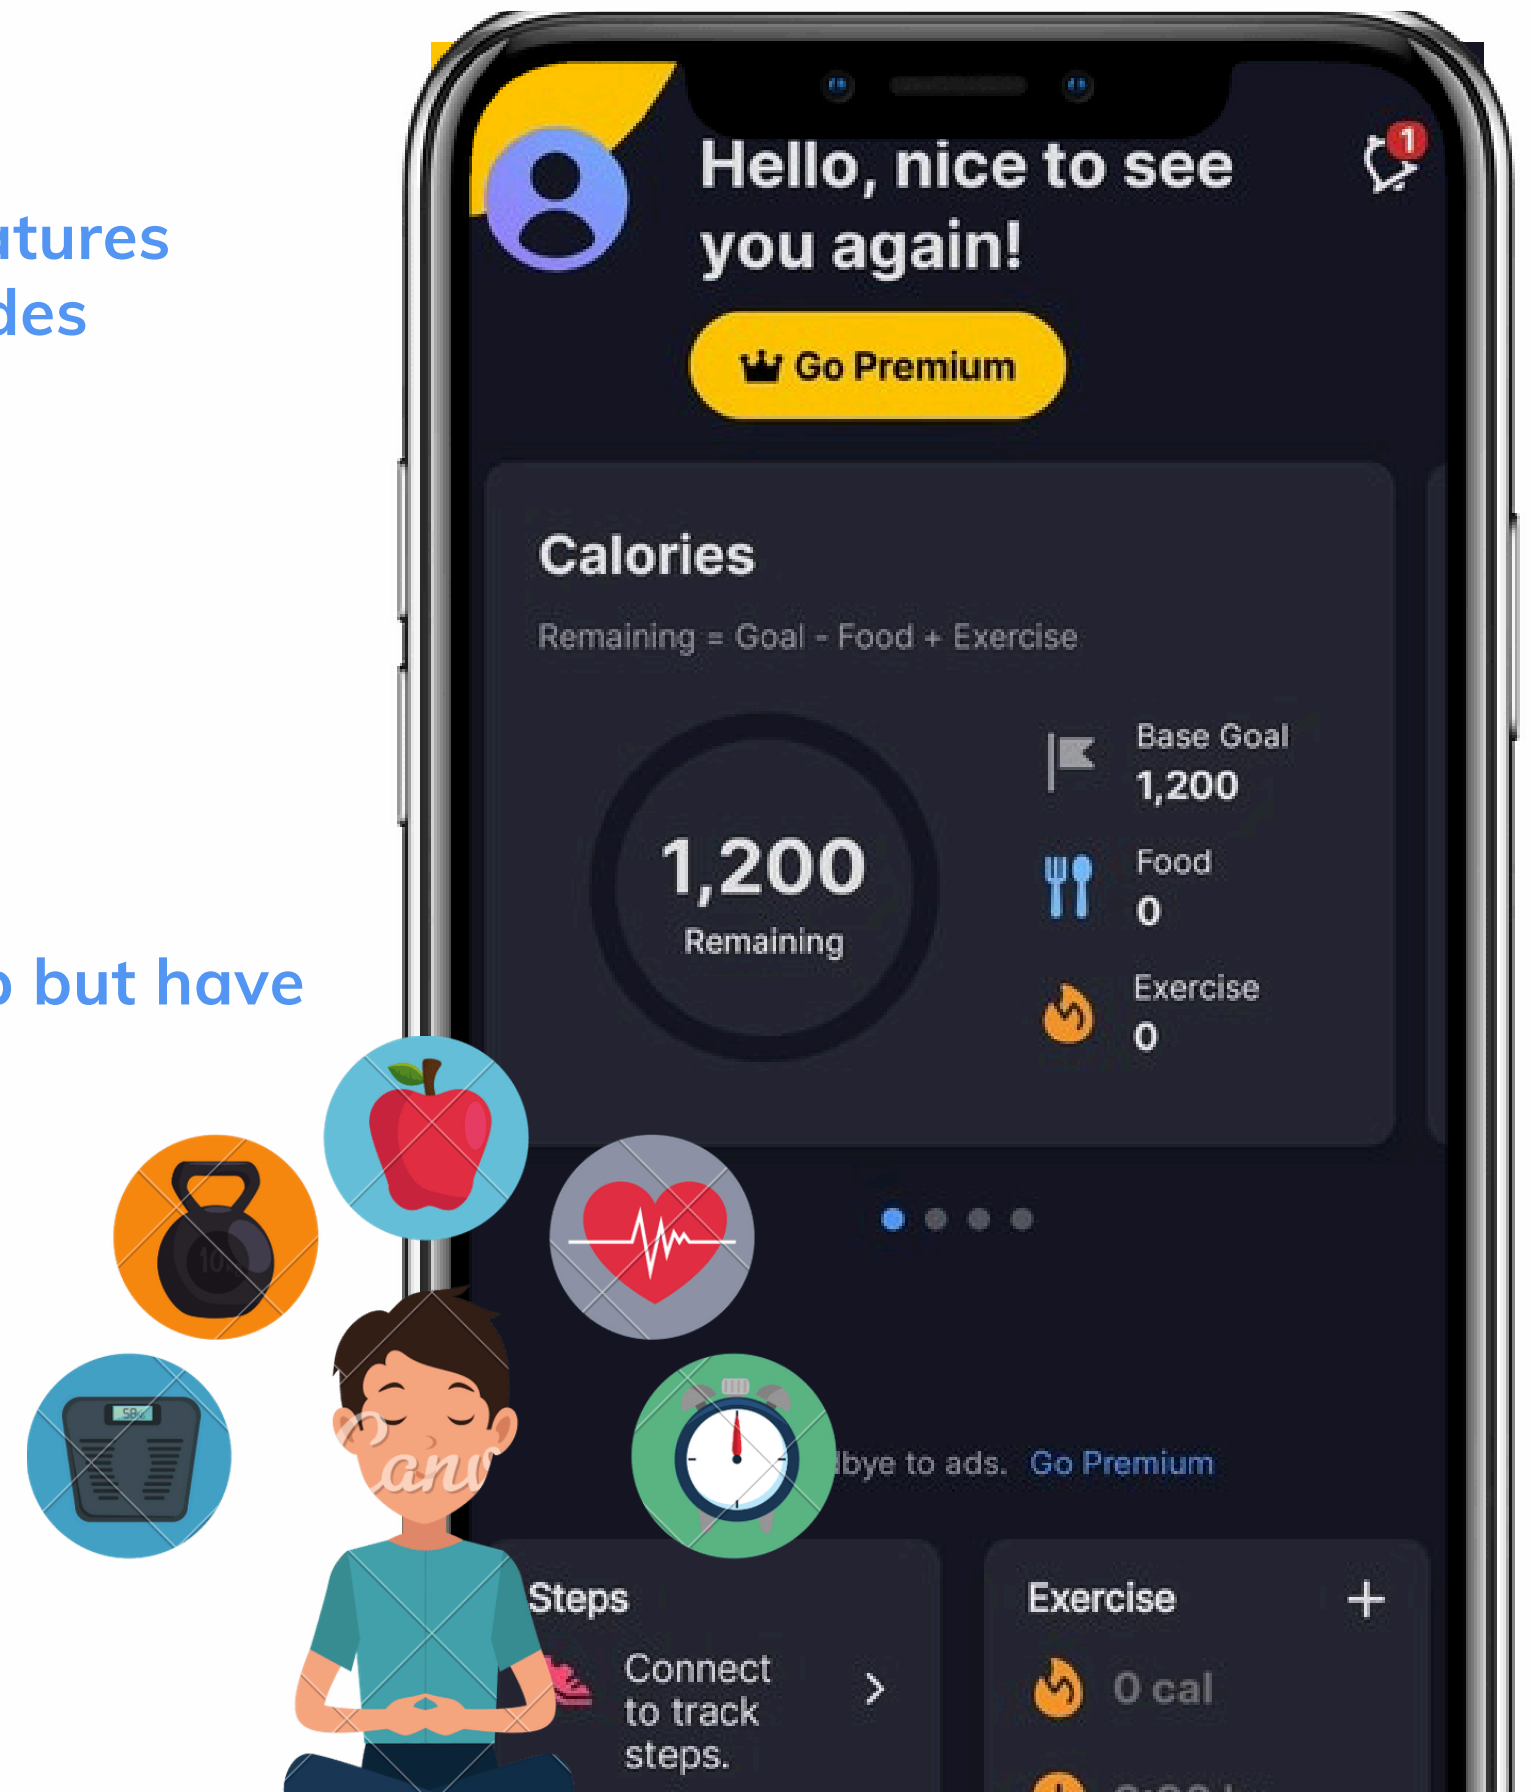 atures
des
but have
Hello, nice to see
you again!
1
Go Premium
Calories
Remaining = Goal - Food + Exercise
1,200
Remaining
Base Goal
1,200
Food
0
Exercise
0
bye to ads. Go Premium
Steps
Connect
to track
steps.
Exercise
0 cal